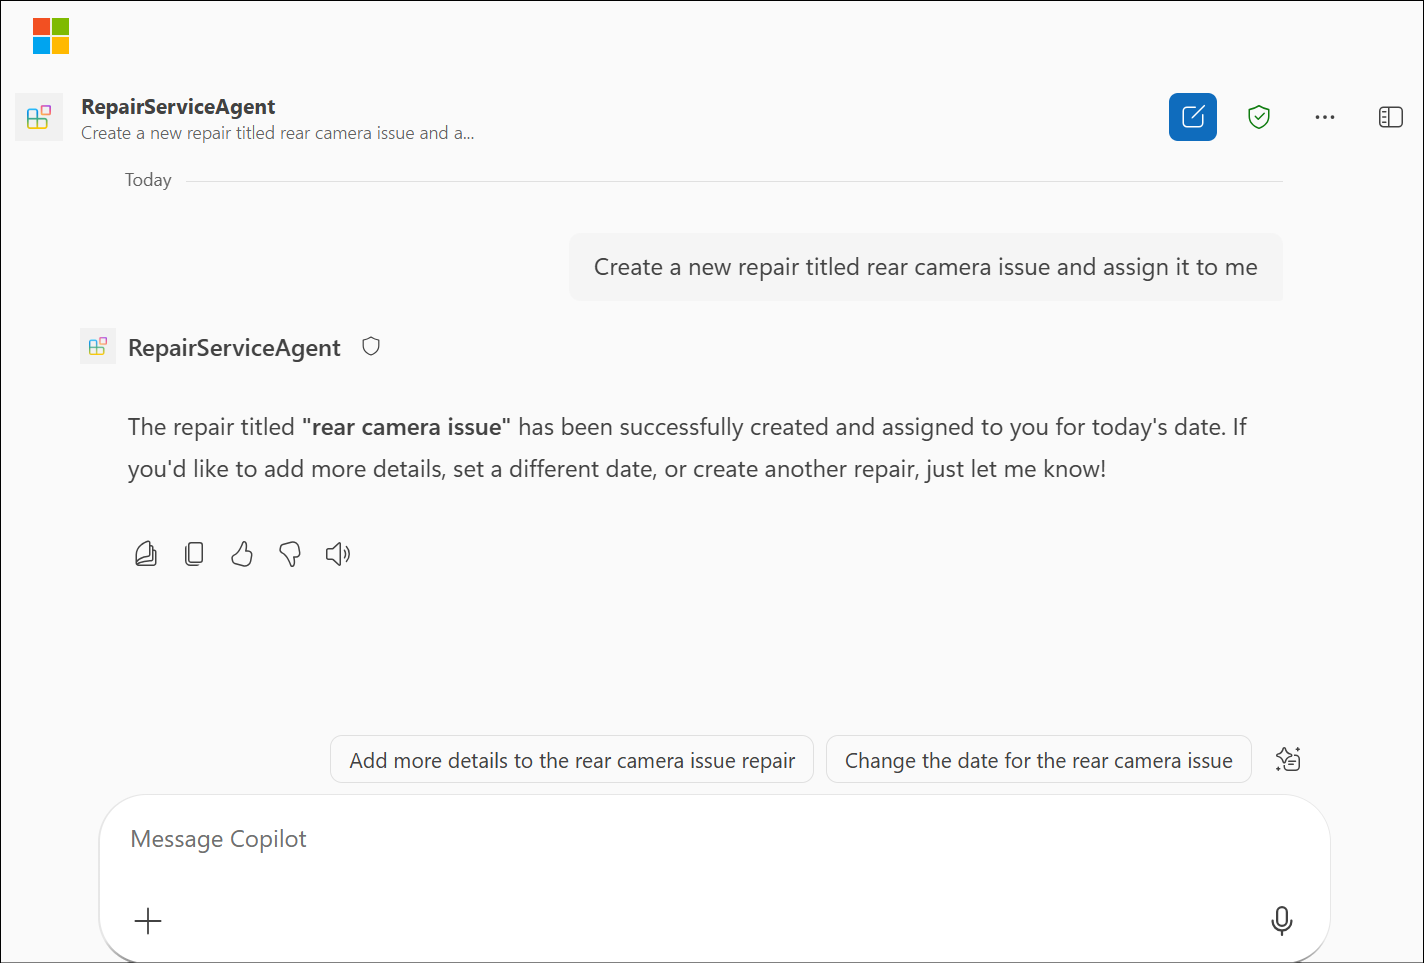 RepairServiceAgent
Create a new repair titled rear camera issue and a...
Today
Create a new repair titled rear camera issue and assign it to me
RepairServiceAgent
The repair titled "rear camera issue" has been successfully created and assigned to you for today's date. If
you'd like to add more details, set a different date, or create another repair, just let me know!
Add more details to the rear camera issue repair
Change the date for the rear camera issue
Message Copilot